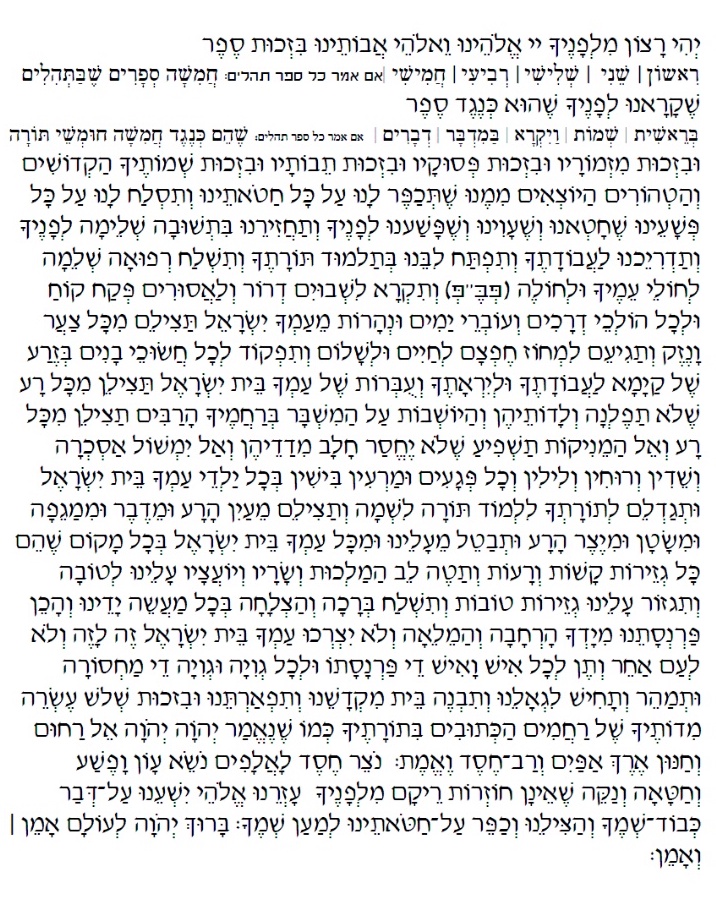 יְהִי רָצוֹן מִלְּפָנֶיךָ יי אֱלֹהֵינוּ וֵאלֹהֵי אֲבוֹתֵינוּ בִּזְכוּת סֵפֶר
רִאשׁוֹן | שֵׁנִי | שְׁלִישִׁי | רְבִיעִי | חֲמִישִׁי | אם אמר כל ספר תהלים: חֲמִשָּׁה סְפָרִים שֶׁבַּתְּהִלִּים
שֶׁקָּרָאנוּ לְפָנֶיךָ שֶׁהוּא כְּנֶגֶד סֵפֶר
בְּרֵאשִׁית | שְׁמוֹת | וַיִּקְרָא | בַּמִּדְבָּר | דְּבָרִים | אם אמר כל ספר תהלים: שֶׁהֵם כְּנֶגֶד חֲמִשָּׁה חוּמְשֵׁי תּוֹרָה
וּבִזְכוּת מִזְמוֹרָיו וּבִזְכוּת פְּסוּקָיו וּבִזְכוּת תֵּבוֹתָיו וּבִזְכוּת שְׁמוֹתֶיךָ הַקְּדוֹשִׁים
וְהַטְּהוֹרִים הַיּוֹצְאִים מִמֶּנּוּ שֶׁתְּכַפֶּר לָנוּ עַל כָּל חַטֹּאתֵינוּ וְתִסְלַח לָנוּ עַל כָּל
פְּשָׁעֵינוּ שֶׁחָטָאנוּ וְשֶׁעָוִינוּ וְשֶׁפָּשַׁענוּ לְפָנֶיךָ וְתַחֲזִירֵנוּ בִּתְשׁוּבָה שְׁלֵימָה לְפָנֶיךָ
וְתַדְרִיכֵנוּ לַעֲבוֹדָתֶךָ וְתִפְתַּח לִבֵּנוּ בְּתַלְמוּד תּוֹרָתֶךָ וְתִשְׁלַח רְפוּאָה שְׁלֵמָה
לְחוֹלֵי עַמֶּיךָ וּלְחוֹלֶה (פְּבֶּ''בְּ) וְתִקְרָא לִשְׁבוּיִם דְּרוֹר וְלַאֲסוּרִים פְּקַח קוֹחַ
וּלְכָל הוֹלְכֵי דְרָכִים וְעוֹבְרֵי יַמִּים וּנְהָרוֹת מֵעַמְּךָ יִשְׂרָאֵל תַּצִּילֵם מִכָּל צַעַר
וָנֶזֶק וְתַגִּיעֵם לִמְחוֹז חֶפְצָם לְחַיִּים וּלְשָׁלוֹם וְתִפְקוֹד לְכָל חֲשׂוּכֵי בָנִים בְּזֶרַע
שֶׁל קַיָּמָא לַעֲבוֹדָתֶךָ וּלְיִרְאָתֶךָ וְעֻבְּרוֹת שֶׁל עַמְּךָ בֵּית יִשְׂרָאֵל תַּצִּילֵן מִכָּל רָע
שֶׁלֹּא תַפֵּלְנָה וְלָדוֹתֵיהֶן וְהַיּוֹשְׁבוֹת עַל הַמַּשְׁבֵּר בְּרַחֲמֶיךָ הָרַבִּים תַּצִּילֵן מִכָּל
רָע וְאֶל הַמֵּנִיקוֹת תַּשְׁפִּיעַ שֶׁלֹּא יֶחְסַר חָלָב מִדַּדֵּיהֶן וְאַל יִמְשׁוֹל אַסְכְּרָה
וְשֵׁדִין וְרוּחִין וְלִילִין וְכָל פְּגָעִים וּמַרְעִין בִּישִׁין בְּכָל יַלְדֵי עַמְּךָ בֵּית יִשְׂרָאֵל
וּתְגַדְּלֵם לְתוֹרָתֶךָ לִלְמוֹד תּוֹרָה לִשְׁמָהּ וְתַצִּילֵם מֵעַיִן הָרָע וּמִדֶּבֶר וּמִמַּגֵּפָה
וּמִשָּׂטָן וּמִיֵּצֶר הָרָע וּתְבַטֵּל מֵעָלֵינוּ וּמִכָּל עַמְּךָ בֵּית יִשְׂרָאֵל בְּכָל מָקוֹם שֶׁהֵם
כָּל גְּזֵירוֹת קָשׁוֹת וְרָעוֹת וְתַטֶּה לֵב הַמַּלְכוּת וְשָׂרָיו וְיוֹעֲצָיו עָלֵינוּ לְטוֹבָה
וְתִגְזוֹר עָלֵינוּ גְּזֵירוֹת טוֹבוֹת וְתִשְׁלַח בְּרָכָה וְהַצְלָחָה בְּכָל מַעֲשֵׂה יָדֵינוּ וְהָכֵן
פַּרְנָסָתֵנוּ מִיָּדְךָ הָרְחָבָה וְהַמְּלֵאָה וְלֹא יִצְרְכוּ עַמְּךָ בֵּית יִשְׂרָאֵל זֶה לָזֶה וְלֹא
לְעַם אַחֵר וְתֵן לְכָל אִישׁ וָאִישׁ דֵּי פַרְנָסָתוֹ וּלְכָל גְּוִיָּה וּגְוִיָּה דֵּי מַחְסוֹרָהּ
וּתְמַהֵר וְתָחִישׁ לְגָאֳלֵנוּ וְתִבְנֶה בֵּית מִקְדָּשֵׁנוּ וְתִפְאַרְתֵּנוּ וּבִזְכוּת שְׁלֹשׁ עֶשְׂרֵה
מִדּוֹתֶיךָ שֶׁל רַחֲמִים הַכְּתוּבִים בְּתוֹרָתֶיךָ כְּמוֹ שֶׁנֶּאֱמַר יְהֹוָה יְהֹוָה אֵל רַחוּם
וְחַנּוּן אֶרֶךְ אַפַּיִם וְרַב־חֶסֶד וֶאֱמֶת: נֹצֵר חֶסֶד לָאֲלָפִים נֹשֵׂא עָוֹן וָפֶשַׁע
וְחַטָּאָה וְנַקֵּה שֶׁאֵינָן חוֹזְרוֹת רֵיקָם מִלְּפָנֶיךָ עָזְרֵנוּ אֱלֹהֵי יִשְׁעֵנוּ עַל־דְּבַר
כְּבוֹד־שְׁמֶךָ וְהַצִּילֵנוּ וְכַפֵּר עַל־חַטֹּאתֵינוּ לְמַעַן שְׁמֶךָ: בָּרוּךְ יְהֹוָה לְעוֹלָם אָמֵן |
וְאָמֵן: